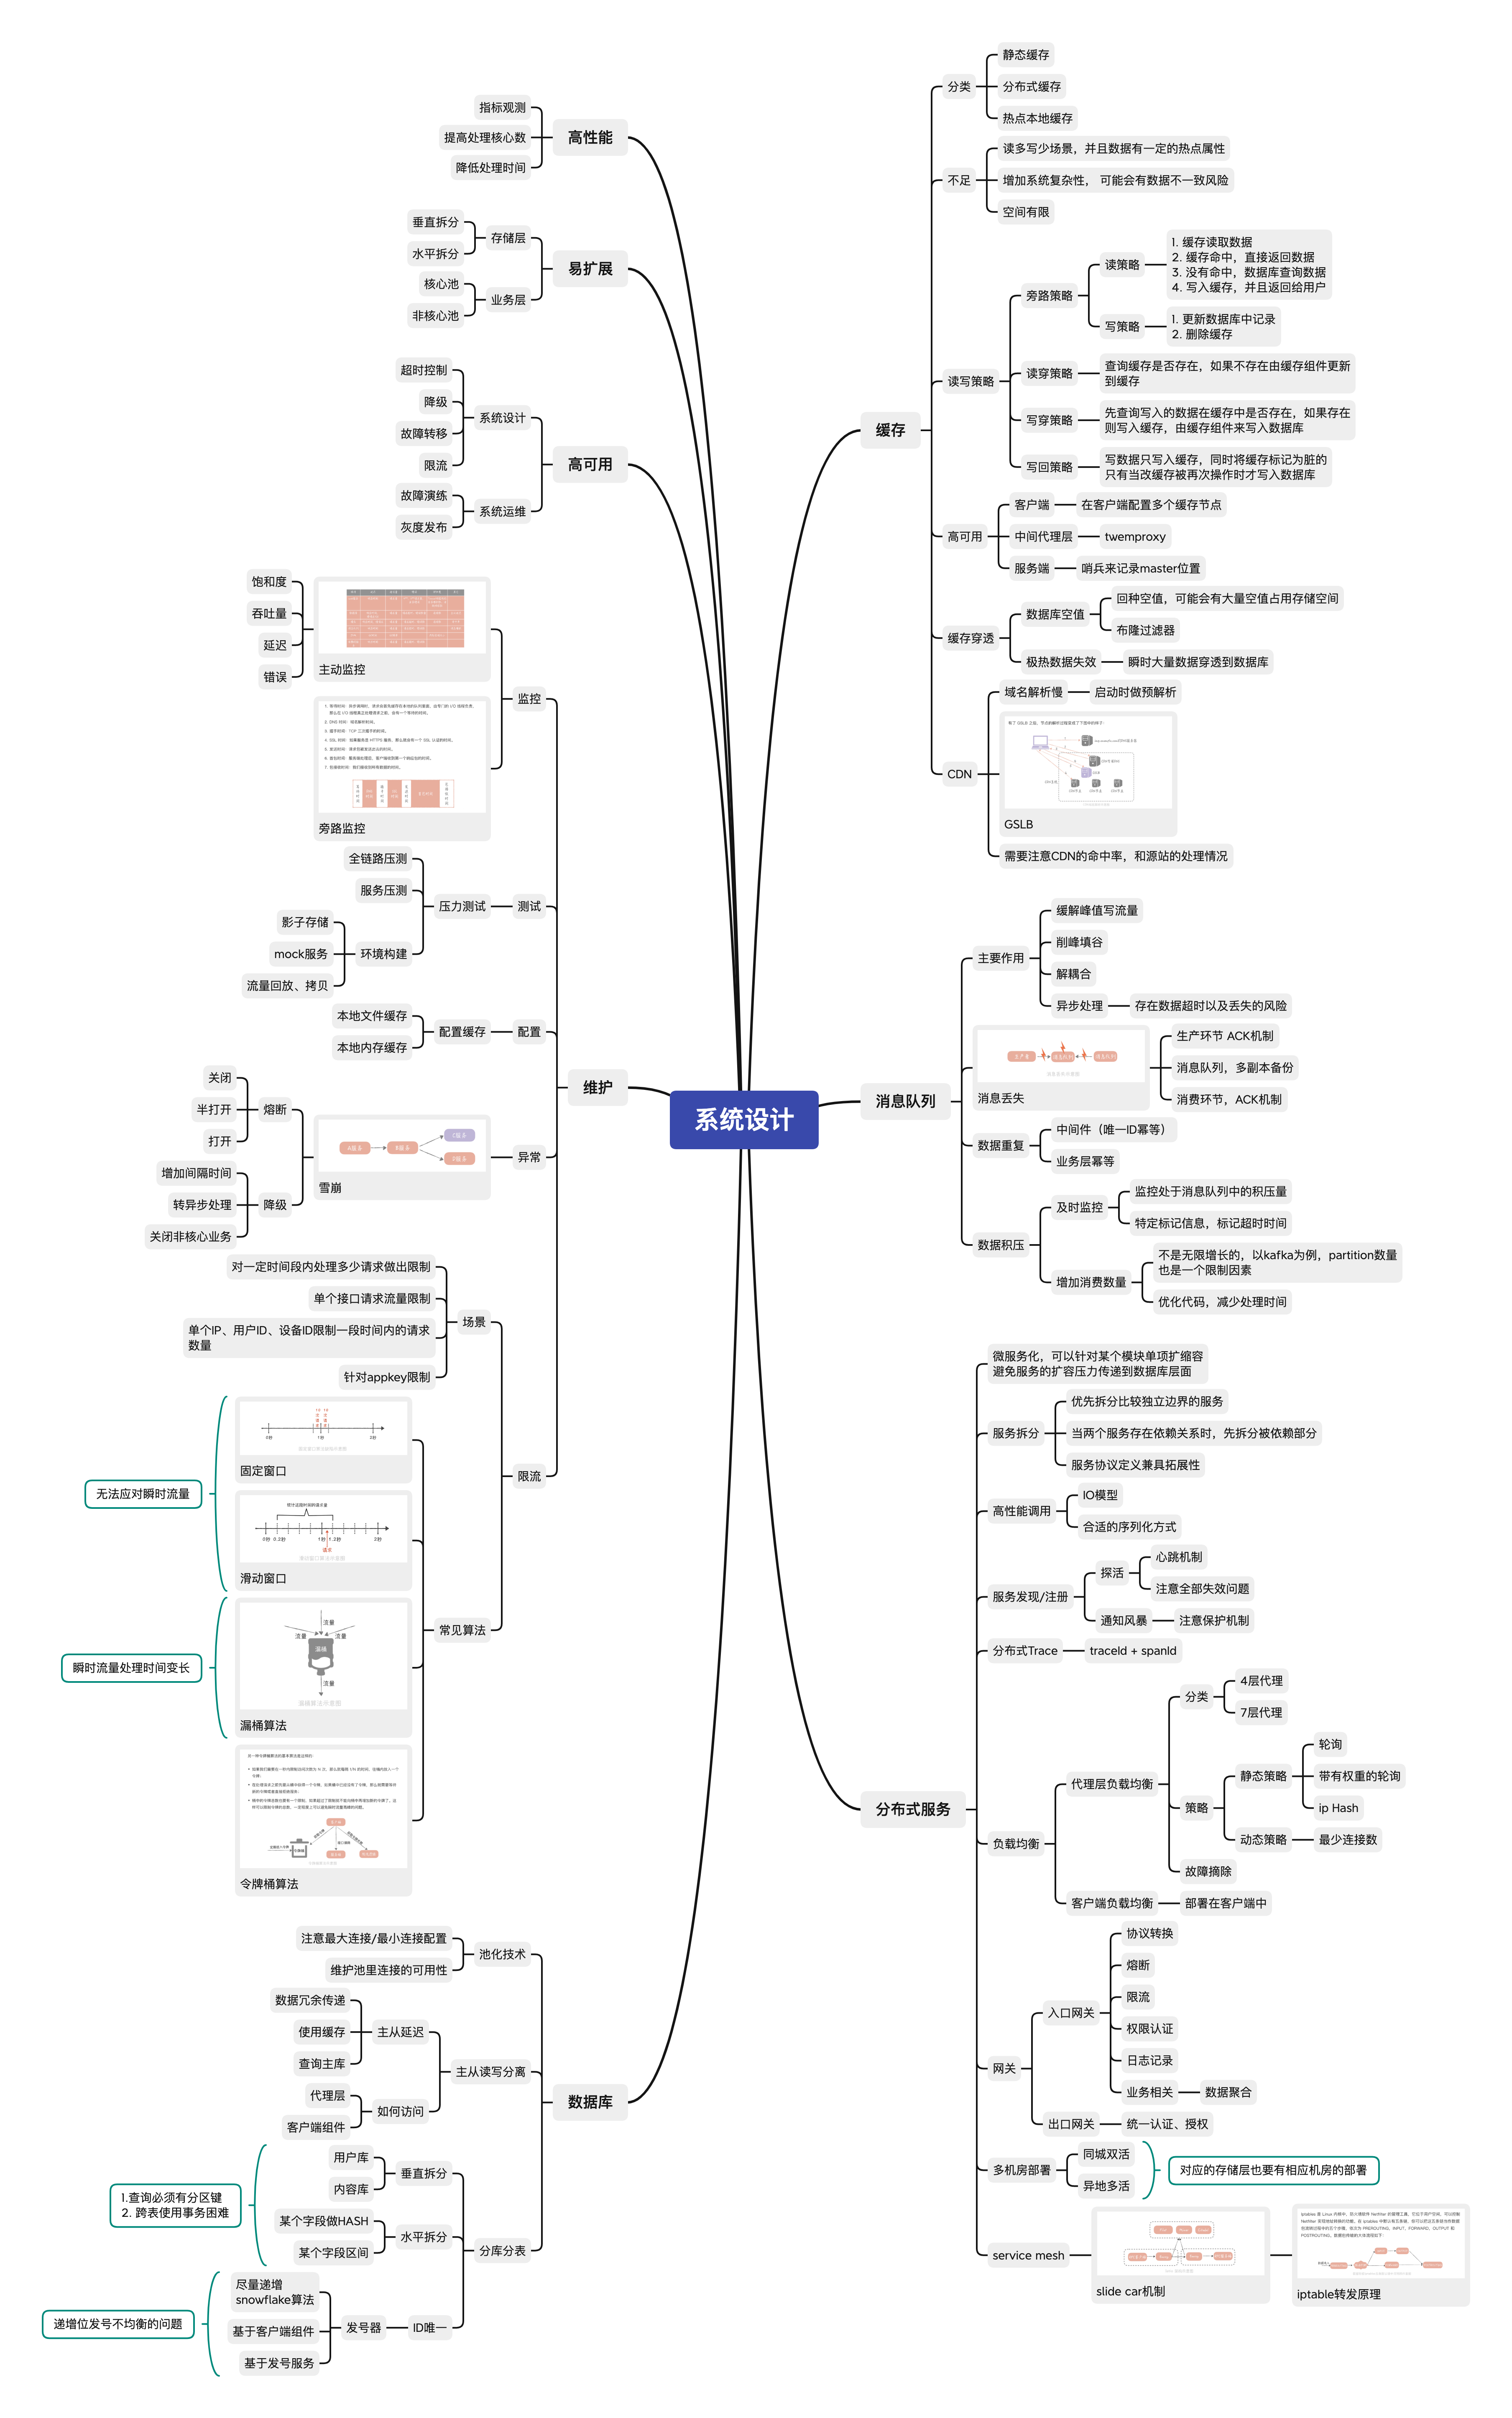 系统设计
高性能
指标观测
提高处理核心数
降低处理时间
易扩展
存储层
垂直拆分
水平拆分
业务层
核心池
非核心池
高可用
系统设计
超时控制
降级
故障转移
限流
系统运维
故障演练
灰度发布
维护
监控
主动监控
饱和度
吞吐量
延迟
错误
旁路监控
测试
压力测试
全链路压测
服务压测
环境构建
影子存储
mock服务
流量回放、拷贝
配置
配置缓存
本地文件缓存
本地内存缓存
异常
雪崩
熔断
关闭
半打开
打开
降级
增加间隔时间
转异步处理
关闭非核心业务
限流
场景
对一定时间段内处理多少请求做出限制
单个接口请求流量限制
单个IP、用户ID、设备ID限制一段时间内的请求
数量
针对appkey限制
常见算法
0秒
1秒
2秒
固定窗口
0秒 0.2秒
1秒 1.2秒
2秒
请求
滑动窗口
无法应对瞬时流量
流量
流量
流量
漏桶
流量
漏桶算法示意图
漏桶算法
瞬时流量处理时间变长
令牌桶算法
数据库
池化技术
注意最大连接/最小连接配置
维护池里连接的可用性
主从读写分离
主从延迟
数据冗余传递
使用缓存
查询主库
如何访问
代理层
客户端组件
分库分表
垂直拆分
用户库
内容库
水平拆分
某个字段做HASH
某个字段区间
1.查询必须有分区键
2. 跨表使用事务困难
ID唯一
发号器
尽量递增
snowflake算法
基于客户端组件
基于发号服务
递增位发号不均衡的问题
缓存
分类
静态缓存
分布式缓存
热点本地缓存
不足
读多写少场景，并且数据有一定的热点属性
增加系统复杂性， 可能会有数据不一致风险
空间有限
读写策略
旁路策略
读策略
1. 缓存读取数据
2. 缓存命中，直接返回数据
3. 没有命中，数据库查询数据
4. 写入缓存，并且返回给用户
写策略
1. 更新数据库中记录
2. 删除缓存
读穿策略
查询缓存是否存在，如果不存在由缓存组件更新
到缓存
写穿策略
先查询写入的数据在缓存中是否存在，如果存在
则写入缓存，由缓存组件来写入数据库
写回策略
写数据只写入缓存，同时将缓存标记为脏的
只有当改缓存被再次操作时才写入数据库
高可用
客户端
在客户端配置多个缓存节点
中间代理层
twemproxy
服务端
哨兵来记录master位置
缓存穿透
数据库空值
回种空值，可能会有大量空值占用存储空间
布隆过滤器
极热数据失效
瞬时大量数据穿透到数据库
CDN
域名解析慢
启动时做预解析
GSLB
需要注意CDN的命中率，和源站的处理情况
消息队列
主要作用
缓解峰值写流量
削峰填谷
解耦合
异步处理
存在数据超时以及丢失的风险
消息丢失
生产环节 ACK机制
消息队列，多副本备份
消费环节，ACK机制
数据重复
中间件（唯一ID幂等）
业务层幂等
数据积压
及时监控
监控处于消息队列中的积压量
特定标记信息，标记超时时间
增加消费数量
不是无限增长的，以kafka为例，partition数量
也是一个限制因素
优化代码，减少处理时间
分布式服务
微服务化，可以针对某个模块单项扩缩容
避免服务的扩容压力传递到数据库层面
服务拆分
优先拆分比较独立边界的服务
当两个服务存在依赖关系时，先拆分被依赖部分
服务协议定义兼具拓展性
高性能调用
IO模型
合适的序列化方式
服务发现/注册
探活
心跳机制
注意全部失效问题
通知风暴
注意保护机制
分布式Trace
traceId + spanId
负载均衡
代理层负载均衡
分类
4层代理
7层代理
策略
静态策略
轮询
带有权重的轮询
ip Hash
动态策略
最少连接数
故障摘除
客户端负载均衡
部署在客户端中
网关
入口网关
协议转换
熔断
限流
权限认证
日志记录
业务相关
数据聚合
出口网关
统一认证、授权
多机房部署
同城双活
异地多活
对应的存储层也要有相应机房的部署
service mesh
slide car机制
iptable转发原理